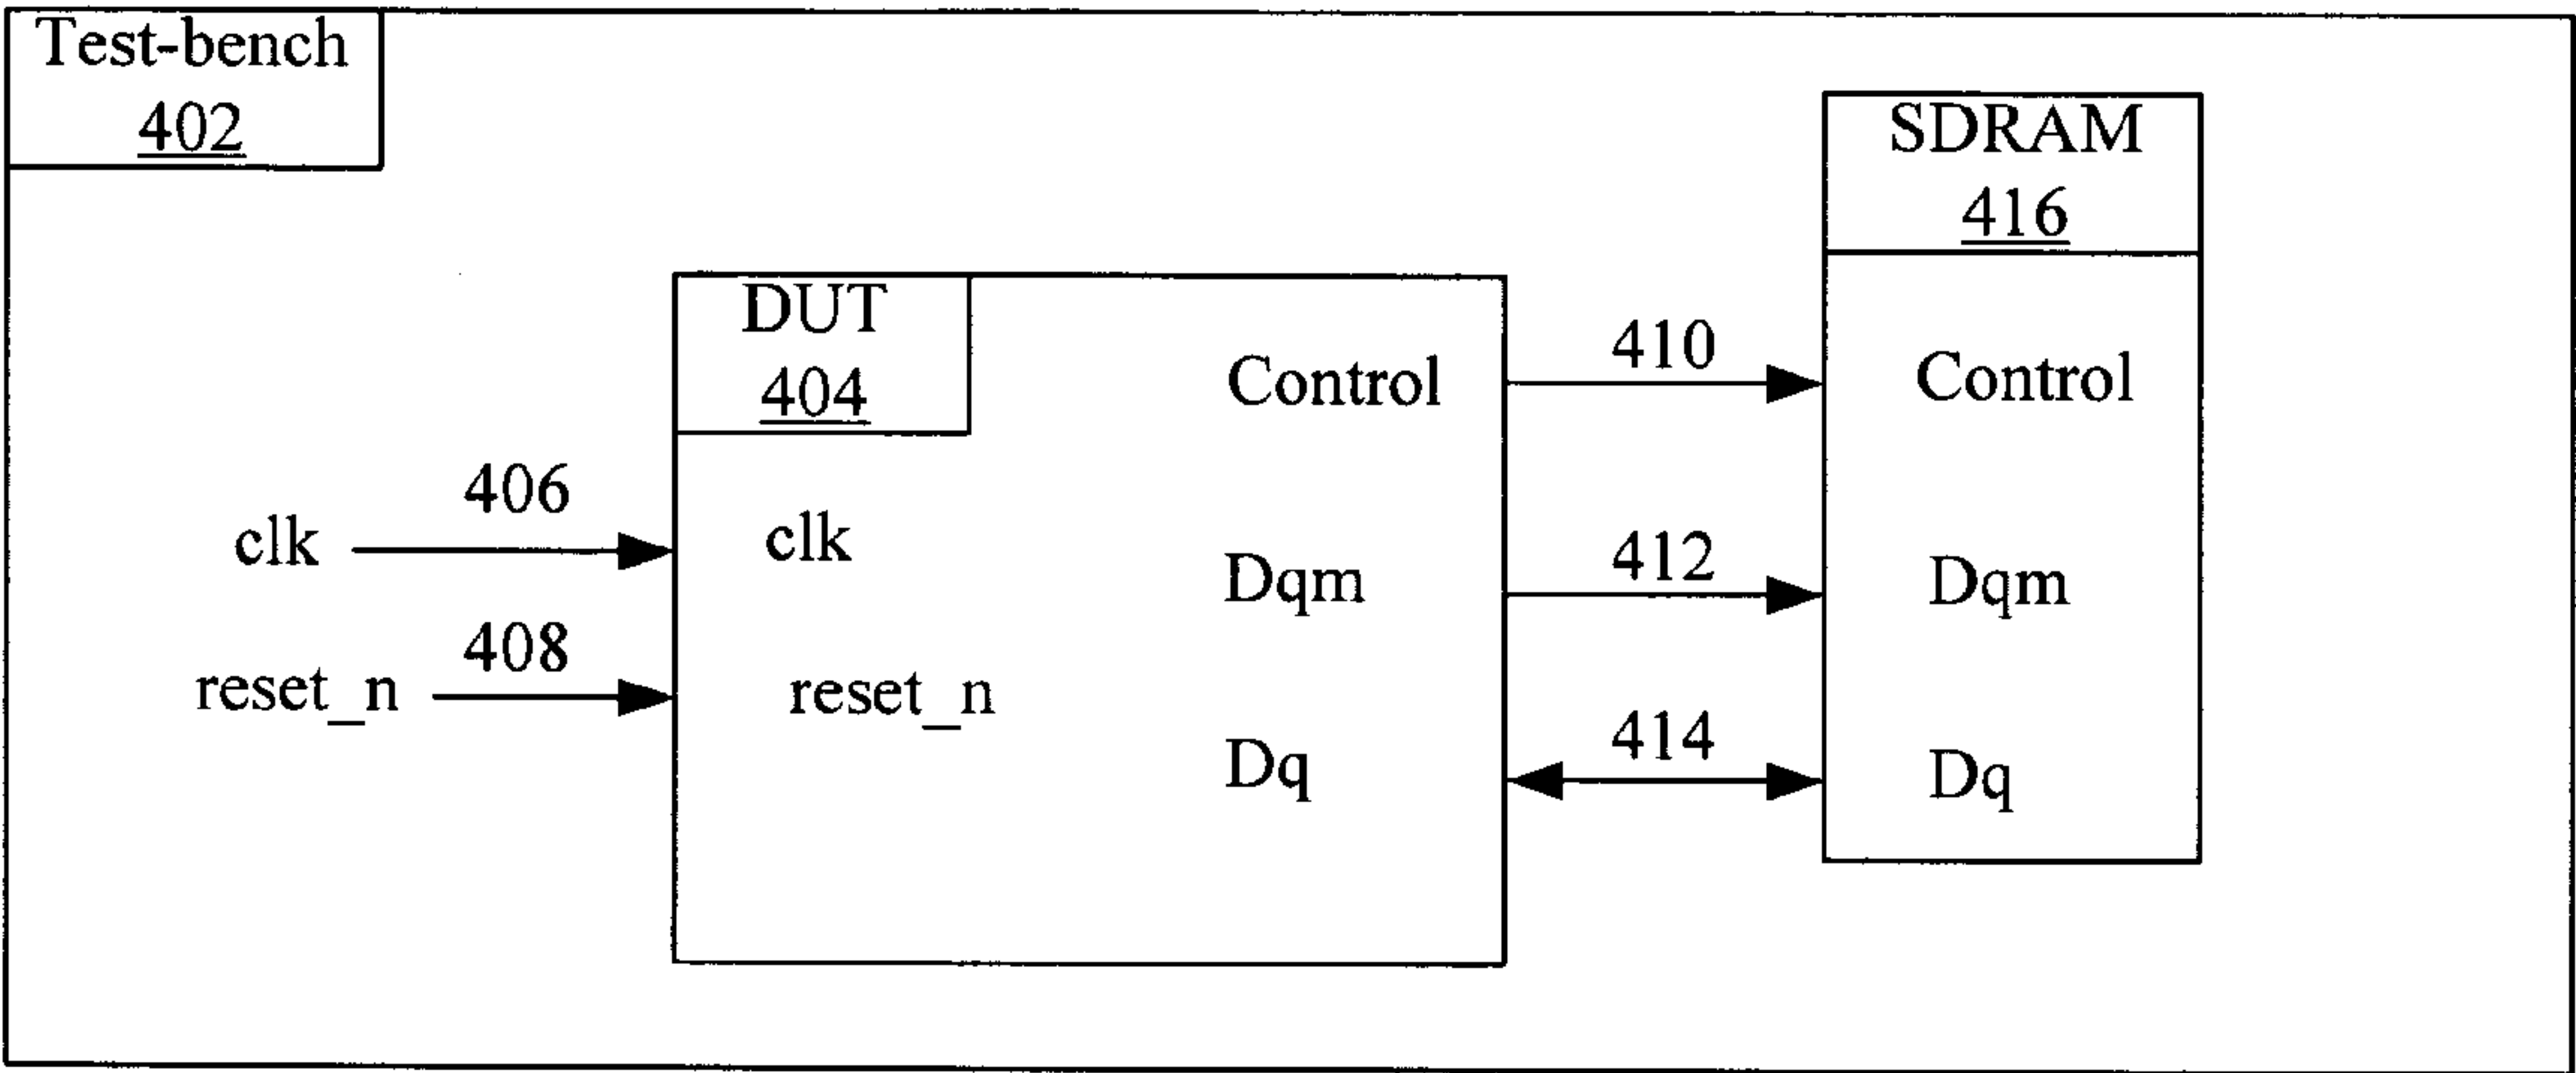 Test-bench
402
SDRAM
416
DUT
404
Control
410
Control
406
clk
clk
Dqm
412
Dqm
408
reset_n
reset_n
Dq
414
Dq